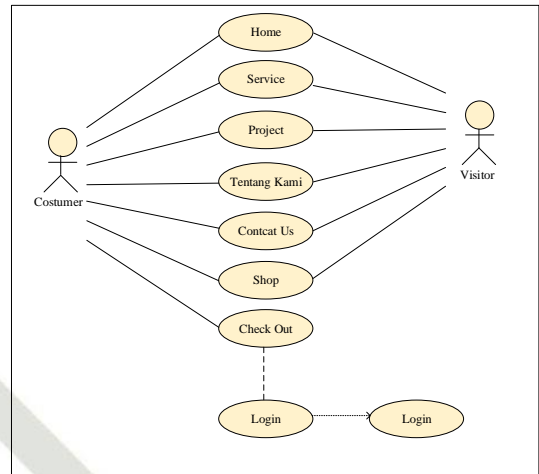 Home
Service
Project
Tentang Kami
Contcat Us
Shop
Check Out
Login
Login
Costumer
Visitor